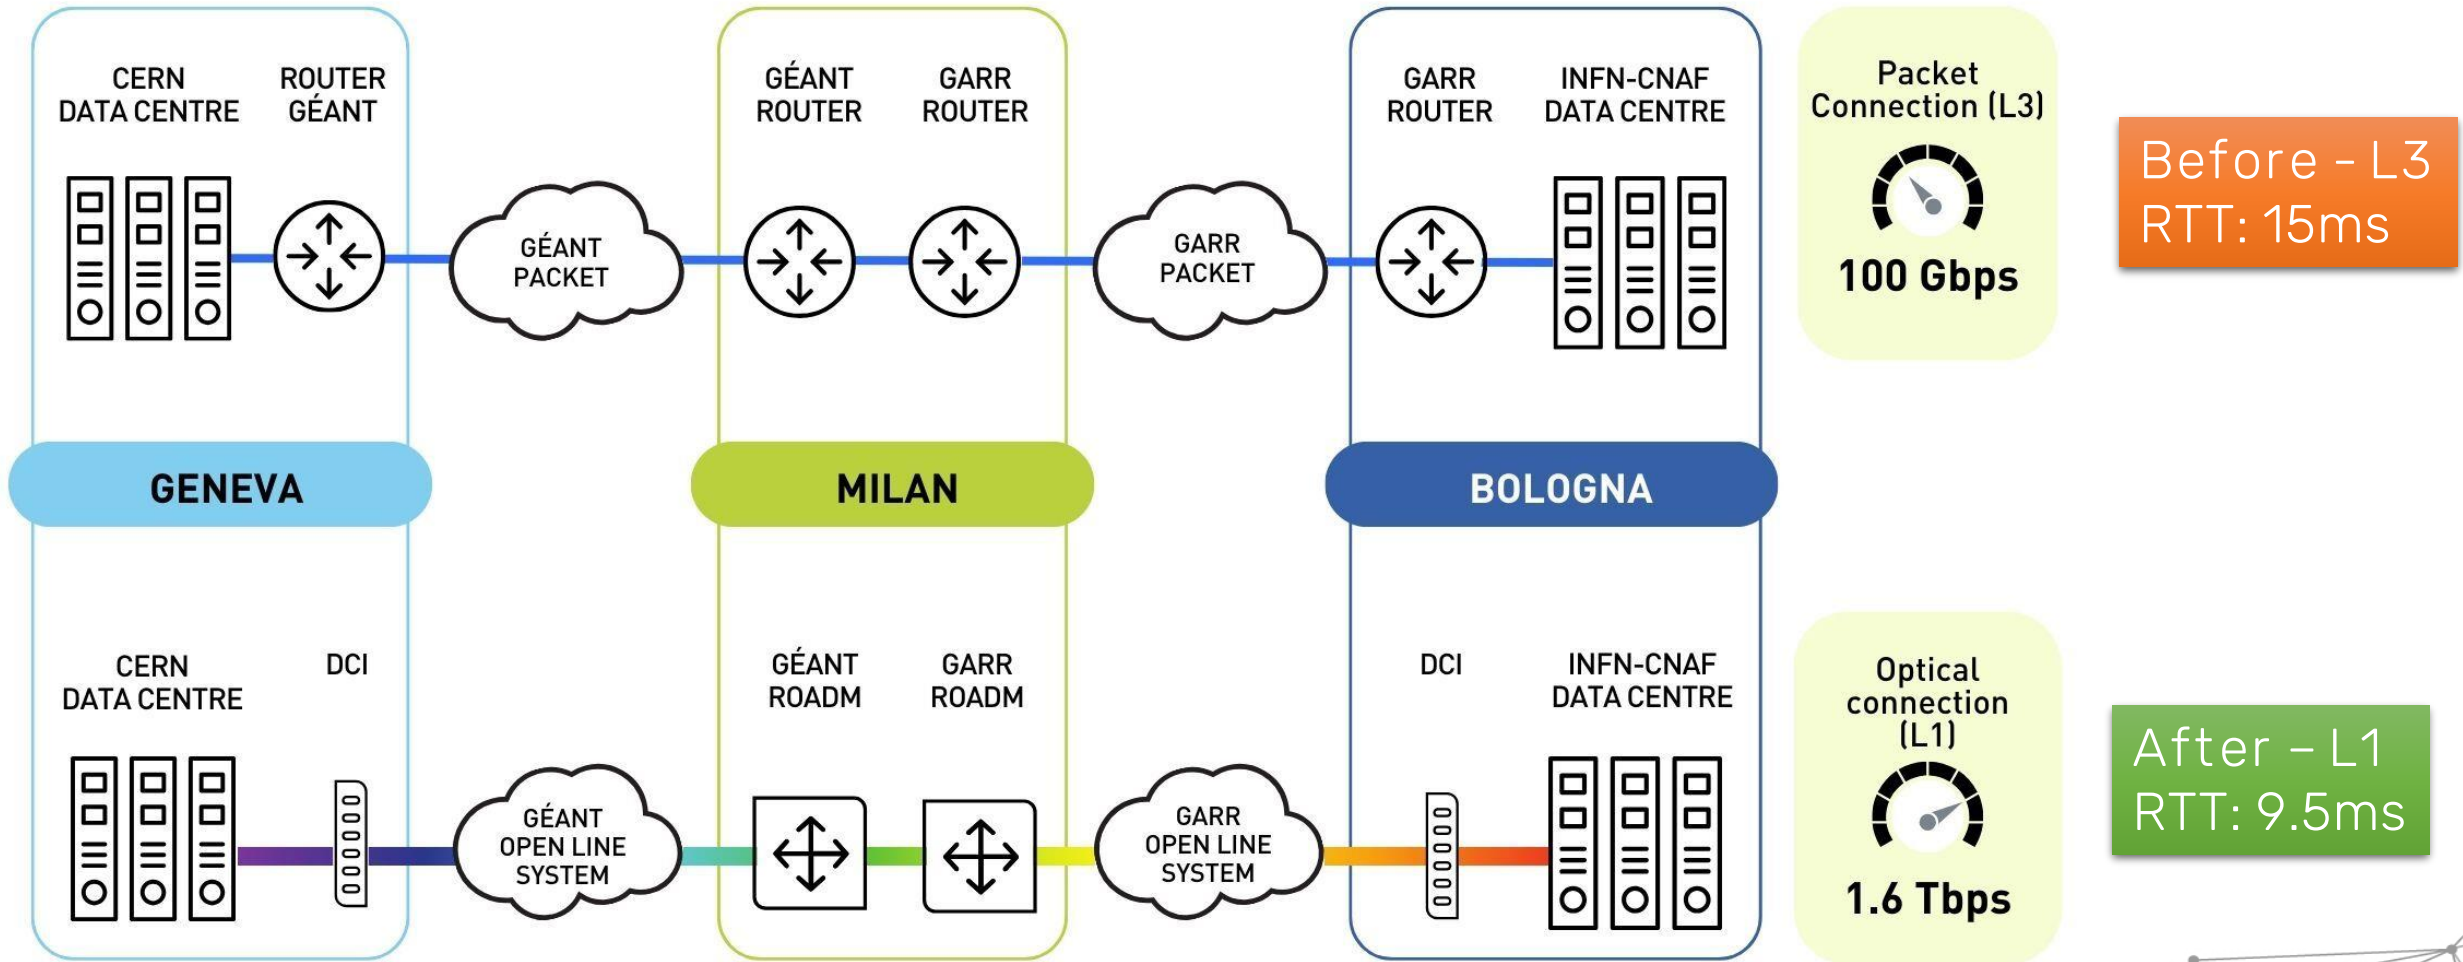 CERN
DATA CENTRE
ROUTER
GÉANT
GÉANT
ROUTER
GARR
ROUTER
GARR
ROUTER
INFN-CNAF
DATA CENTRE
Packet
Connection (L3)
100 Gbps
Before - L3
RTT: 15ms
GÉANT
PACKET
GARR
PACKET
GENEVA
MILAN
BOLOGNA
CERN
DATA CENTRE
DCI
GÉANT
ROADM
GARR
ROADM
DCI
INFN-CNAF
DATA CENTRE
Optical
connection
(L1)
1.6 Tbps
After – L1
RTT: 9.5ms
GÉANT
OPEN LINE
SYSTEM
GARR
OPEN LINE
SYSTEM